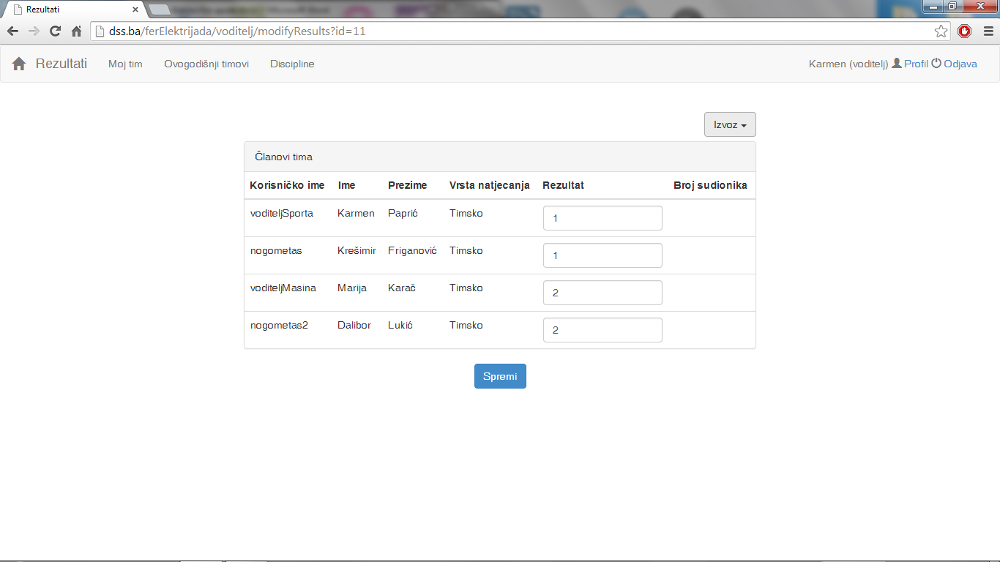 Rezultati
dss.ba/ferElektrijada/voditelj/modifyResults?id=11
Rezultati Moj tim Ovogodišnji timovi Discipline Karmen (voditelj) Profil Odjava
Izvoz
Članovi tima
Korisničko ime Ime Prezime Vrsta natjecanja Rezultat Broj sudionika
voditeljSporta Karmen Paprić Timsko 1
nogometas Krešimir Friganović Timsko 1
voditeljMasina Marija Karač Timsko 2
nogometas2 Dalibor Lukić Timsko 2
Spremi